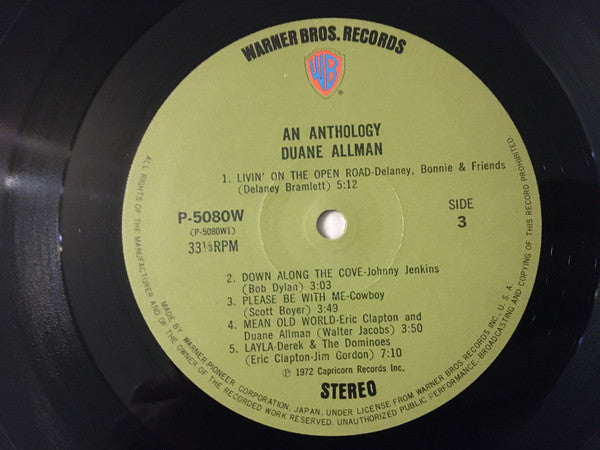 WARNER BROS. RECORDS
WB
®
AN ANTHOLOGY
DUANE ALLMAN
1. LIVIN' ON THE OPEN ROAD-Delaney, Bonnie & Friends
(Delaney Bramlett) 5:12
P-5080W
(P-5080W1)
33⅓RPM
SIDE
3
2. DOWN ALONG THE COVE-Johnny Jenkins
(Bob Dylan) 3:03
3. PLEASE BE WITH ME-Cowboy
(Scott Boyer) 3:49
4. MEAN OLD WORLD-Eric Clapton and
Duane Allman (Walter Jacobs) 3:50
5. LAYLA-Derek & The Dominoes
(Eric Clapton-Jim Gordon) 7:10
℗ 1972 Capricorn Records Inc.
STEREO
MADE BY WARNER-PIONEER CORPORATION, JAPAN, UNDER LICENSE FROM WARNER BROS RECORDS INC. U.S.A.
ALL RIGHTS OF THE MANUFACTURER AND OF THE OWNER OF THE RECORDED WORK RESERVED. UNAUTHORIZED PUBLIC PERFORMANCE, BROADCASTING AND COPYING OF THIS RECORD PROHIBITED.